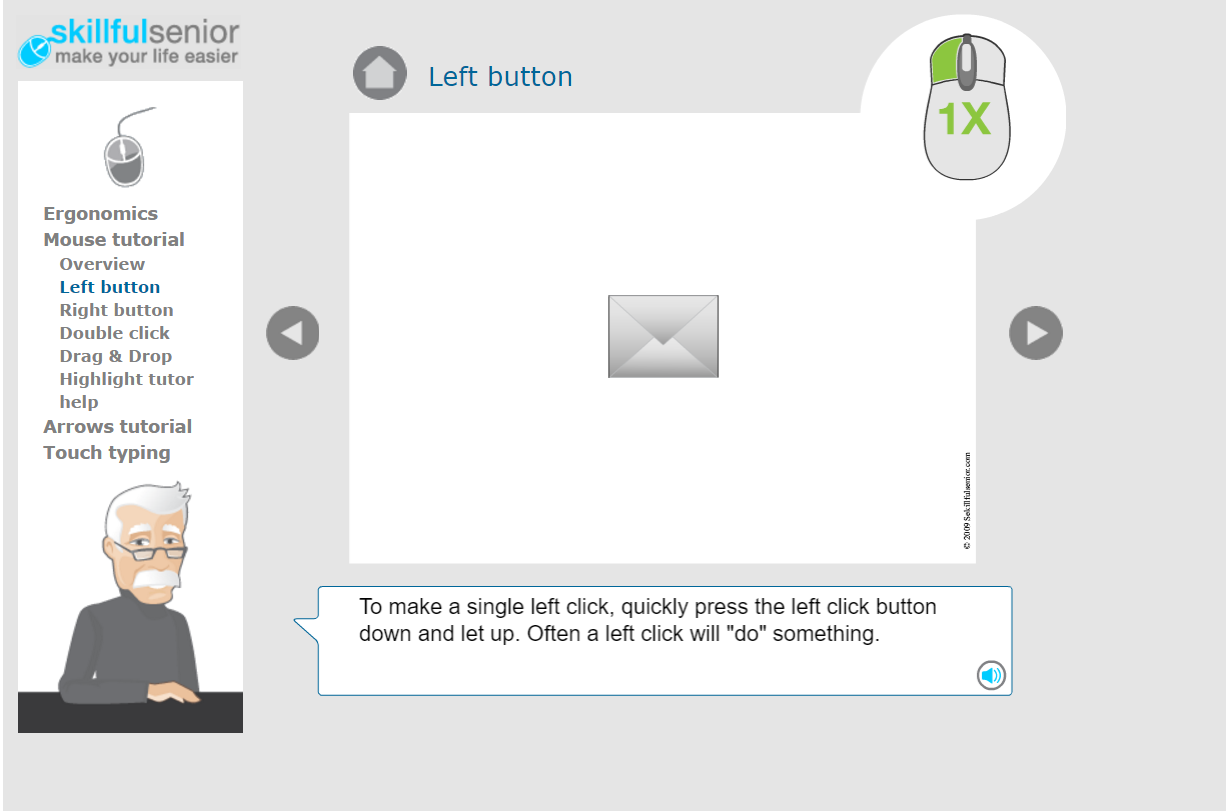 skillfulsenior
make your life easier
Ergonomics
Mouse tutorial
Overview
Left button
Right button
Double click
Drag & Drop
Highlight tutor
help
Arrows tutorial
Touch typing
Left button
1X
© 2009 Sekillfulsenior.com
To make a single left click, quickly press the left click button
down and let up. Often a left click will "do" something.